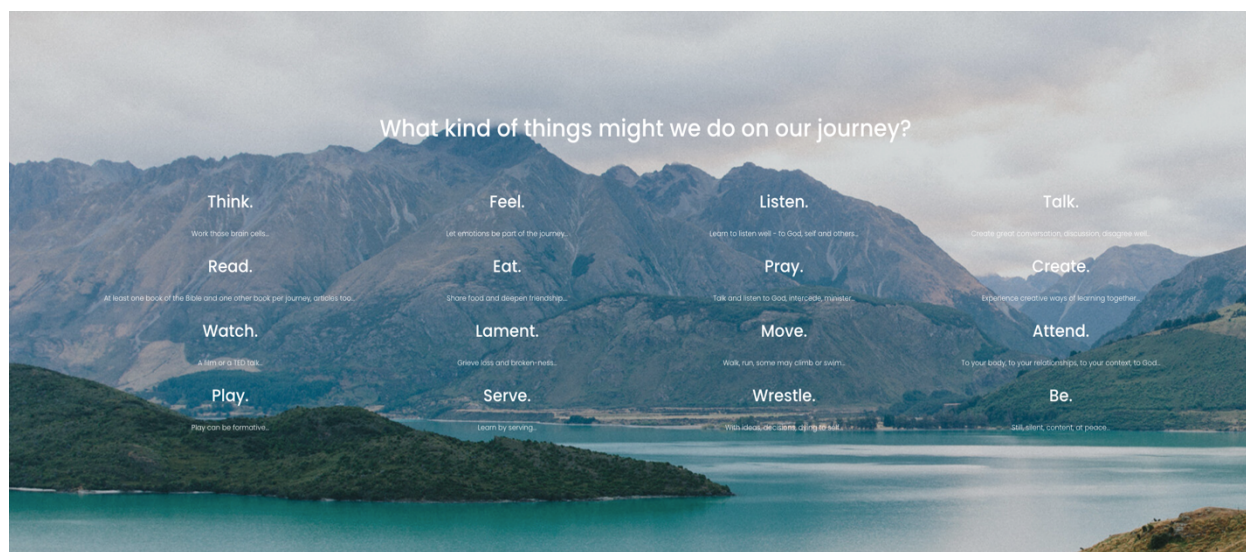 What kind of things might we do on our journey?
Think.
Feel.
Listen.
Talk.
Work those brain cells...
Let emotions be part of the journey...
Learn to listen well - to God, self and others...
Create great conversation, discussion, disagree well...
Read.
Eat.
Pray.
Create.
At least one book of the Bible and one other book per journey, articles too...
Share food and deepen friendship...
Talk and listen to God, intercede, minister...
Experience creative ways of learning together...
Watch.
Lament.
Move.
Attend.
A film or a TED talk...
Grieve loss and broken-ness...
Walk, run, some may climb or swim...
To your body, to your relationships, to your context, to God...
Play.
Serve.
Wrestle.
Be.
Play can be formative...
Learn by serving...
With ideas, decisions, dying to self...
Still, silent, content, at peace...